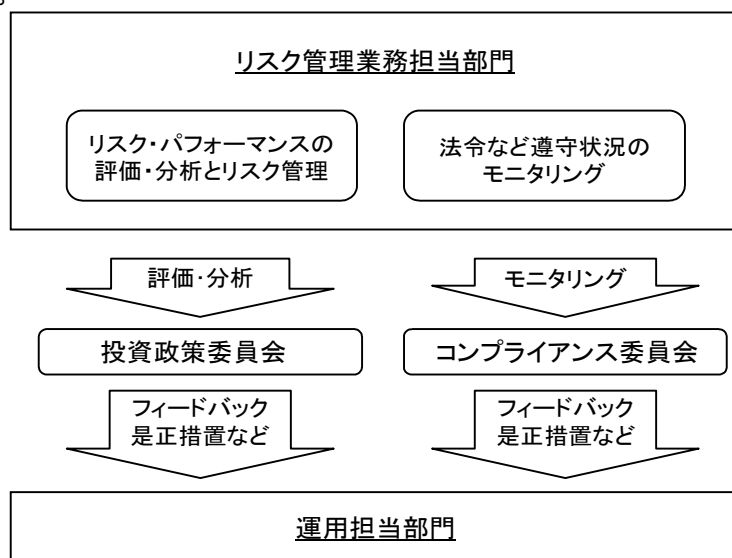 。
リスク管理業務担当部門
リスク・パフォーマンスの
評価・分析とリスク管理
法令など遵守状況の
モニタリング
評価・分析
モニタリング
投資政策委員会
コンプライアンス委員会
フィードバック
是正措置など
フィードバック
是正措置など
運用担当部門